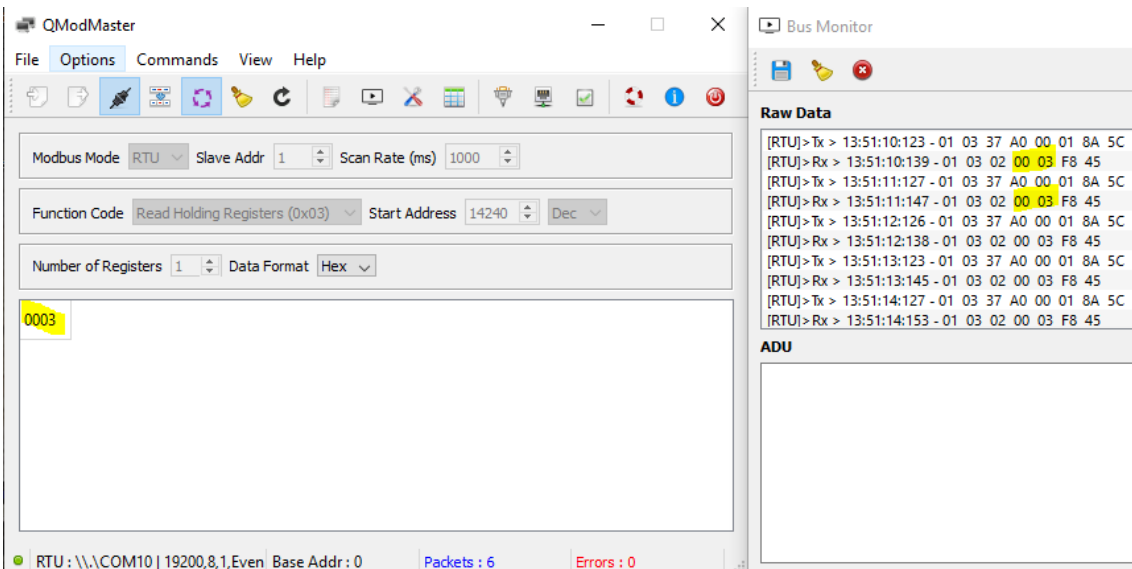 QModMaster
File Options Commands View Help
Modbus Mode RTU Slave Addr 1 Scan Rate (ms) 1000
Function Code Read Holding Registers (0x03) Start Address 14240 Dec
Number of Registers 1 Data Format Hex
0003
RTU : \\.\COM10 | 19200,8,1,Even Base Addr : 0 Packets : 6 Errors : 0
Bus Monitor
Raw Data
[RTU]>Tx > 13:51:10:123 - 01 03 37 A0 00 01 8A 5C
[RTU]>Rx > 13:51:10:139 - 01 03 02 00 03 F8 45
[RTU]>Tx > 13:51:11:127 - 01 03 37 A0 00 01 8A 5C
[RTU]>Rx > 13:51:11:147 - 01 03 02 00 03 F8 45
[RTU]>Tx > 13:51:12:126 - 01 03 37 A0 00 01 8A 5C
[RTU]>Rx > 13:51:12:138 - 01 03 02 00 03 F8 45
[RTU]>Tx > 13:51:13:123 - 01 03 37 A0 00 01 8A 5C
[RTU]>Rx > 13:51:13:145 - 01 03 02 00 03 F8 45
[RTU]>Tx > 13:51:14:127 - 01 03 37 A0 00 01 8A 5C
[RTU]>Rx > 13:51:14:153 - 01 03 02 00 03 F8 45
ADU